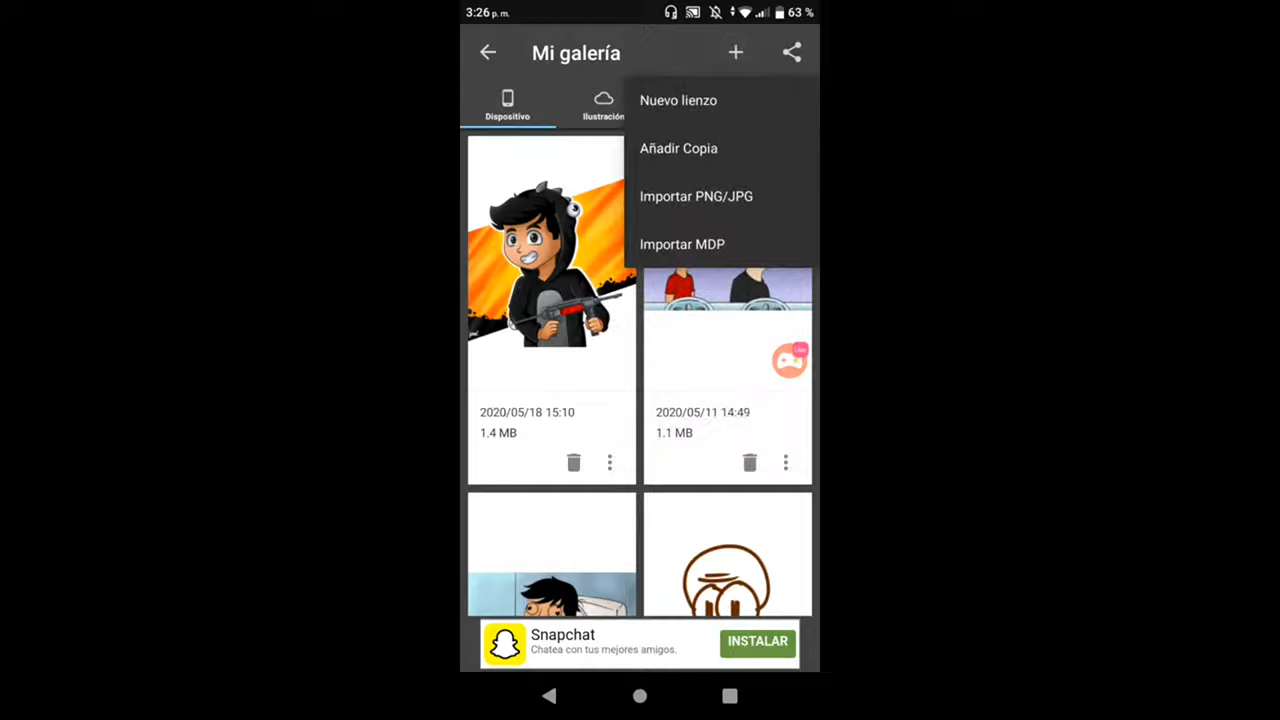 3:26 p. m.
63 %
Mi galería
Dispositivo
Ilustración
Nuevo lienzo
Añadir Copia
Importar PNG/JPG
Importar MDP
Live
2020/05/18 15:10
1.4 MB
2020/05/11 14:49
1.1 MB
Snapchat
Chatea con tus mejores amigos.
INSTALAR